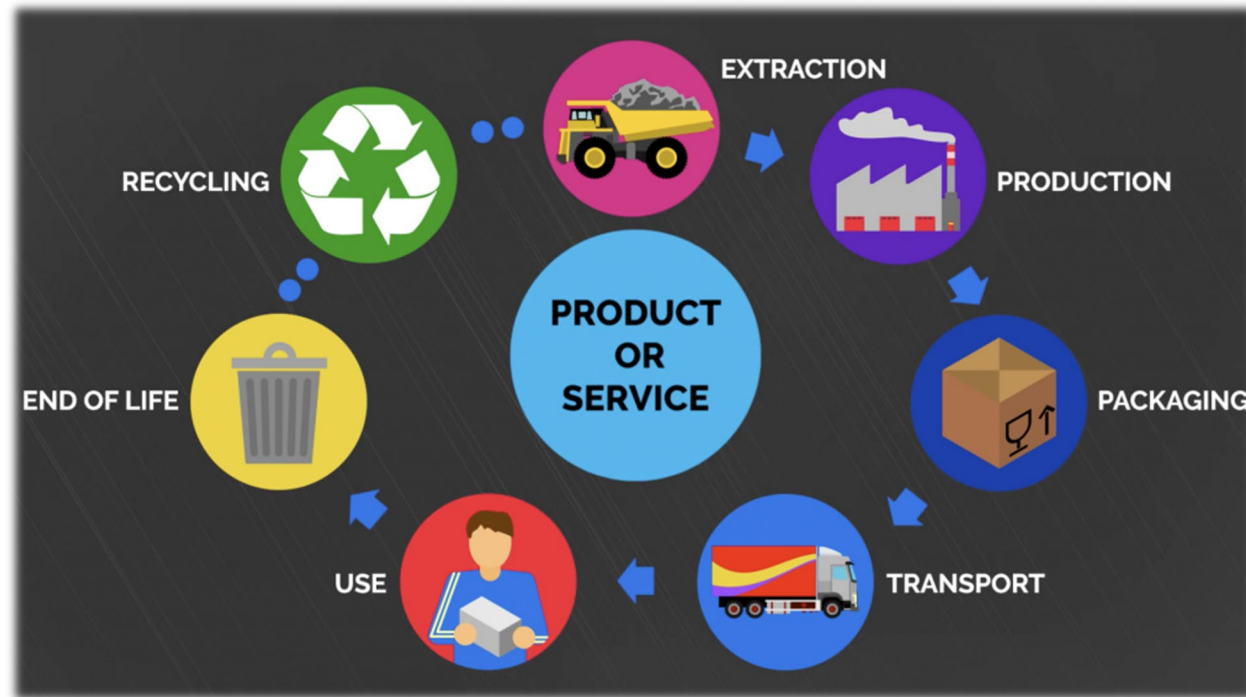 EXTRACTION
PRODUCTION
PACKAGING
TRANSPORT
USE
END OF LIFE
RECYCLING
PRODUCT
OR
SERVICE